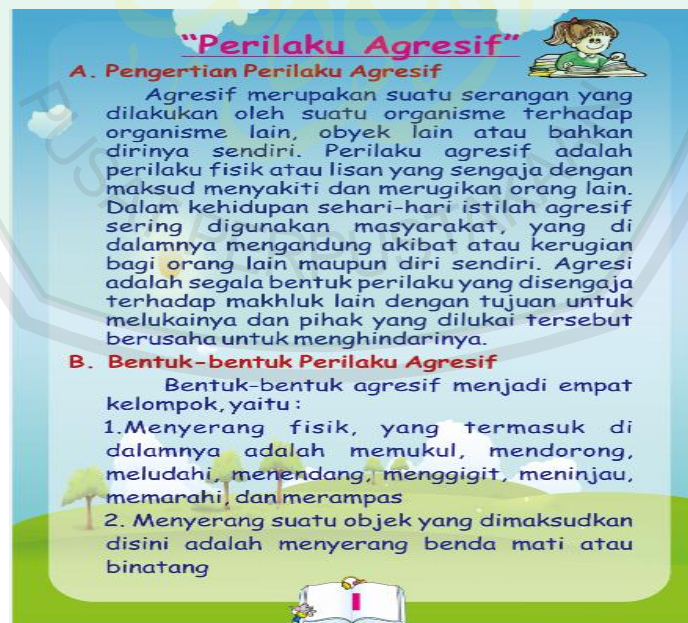 “Perilaku Agresif”
A. Pengertian Perilaku Agresif
Agresif merupakan suatu serangan yang
dilakukan oleh suatu organisme terhadap
organisme lain, obyek lain atau bahkan
dirinya sendiri. Perilaku agresif adalah
perilaku fisik atau lisan yang sengaja dengan
maksud menyakiti dan merugikan orang lain.
Dalam kehidupan sehari-hari istilah agresif
sering digunakan masyarakat, yang di
dalamnya mengandung akibat atau kerugian
bagi orang lain maupun diri sendiri. Agresi
adalah segala bentuk perilaku yang disengaja
terhadap makhluk lain dengan tujuan untuk
melukainya dan pihak yang dilukai tersebut
berusaha untuk menghindarinya.
B. Bentuk-bentuk Perilaku Agresif
Bentuk-bentuk agresif menjadi empat
kelompok, yaitu :
1.Menyerang fisik, yang termasuk di
dalamnya adalah memukul, mendorong,
meludahi, menendang, menggigit, meninjau,
memarahi, dan merampas
2. Menyerang suatu objek yang dimaksudkan
disini adalah menyerang benda mati atau
binatang
1
PUSAT PERPUSTAKAAN